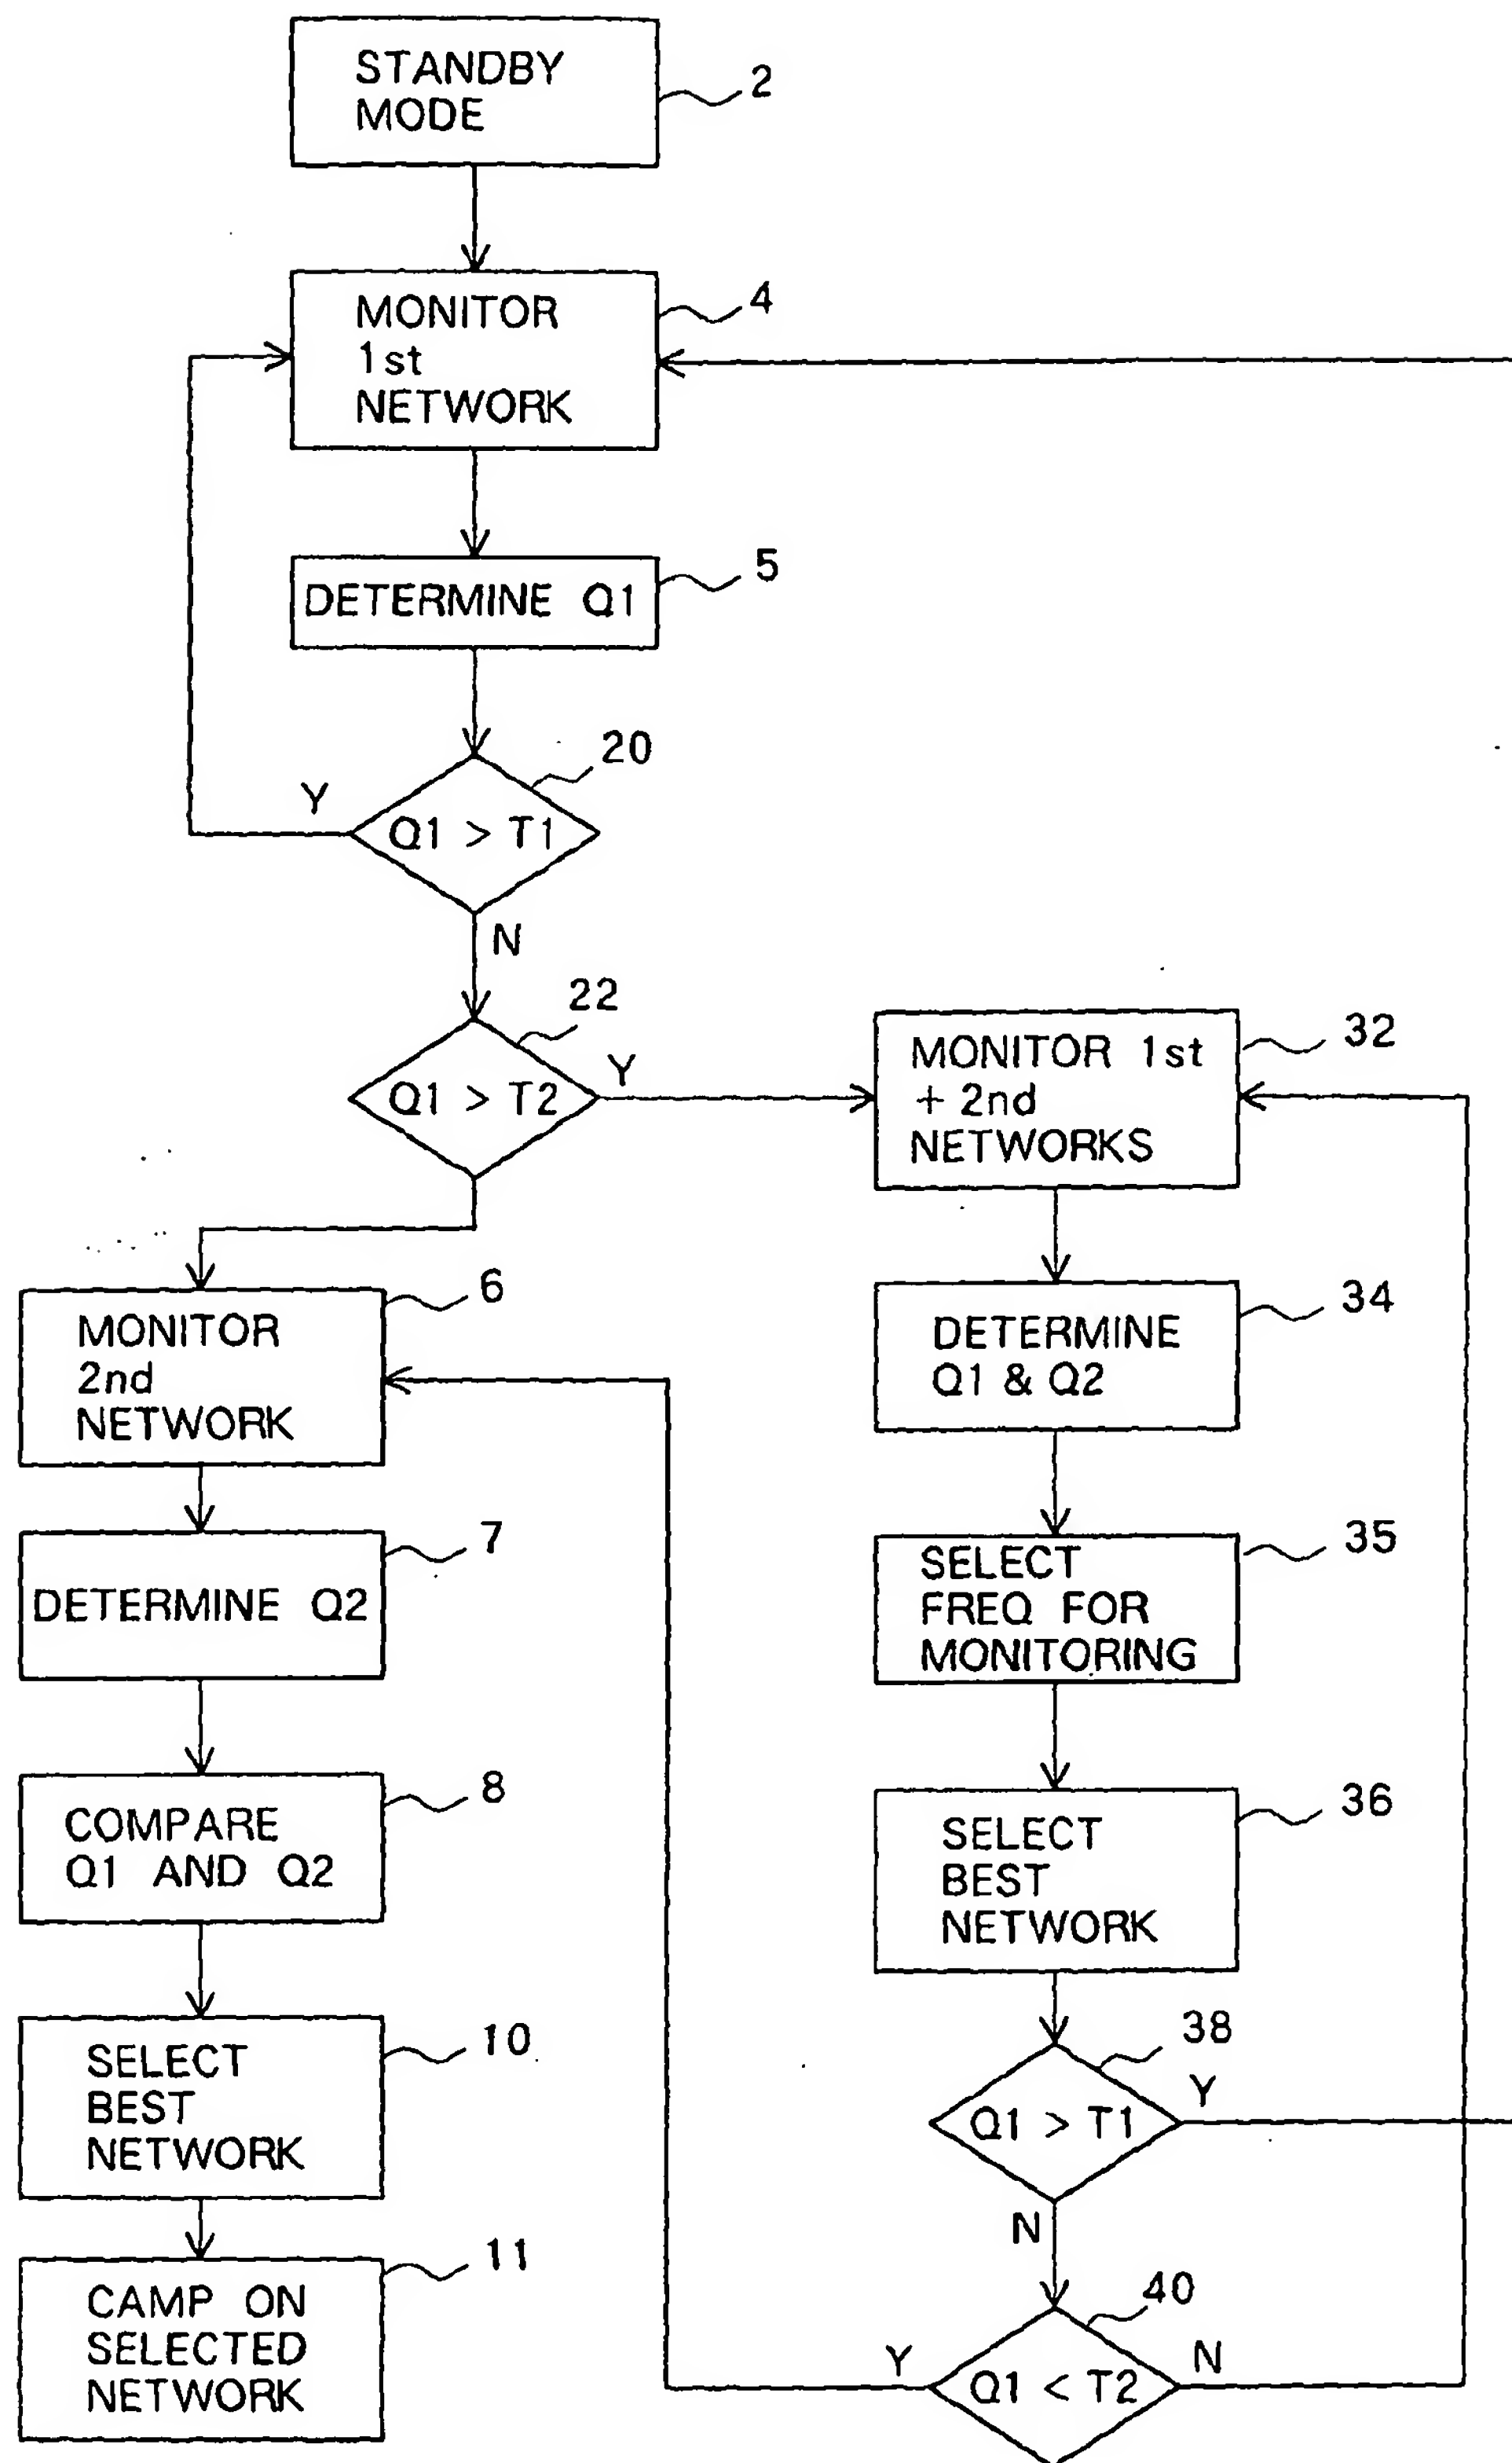 STANDBY
MODE
2
MONITOR
1st
NETWORK
4
DETERMINE Q1
5
Q1 > T1
20
Y
N
Q1 > T2
22
Y
MONITOR 1st
+ 2nd
NETWORKS
32
MONITOR
2nd
NETWORK
6
DETERMINE
Q1 & Q2
34
DETERMINE Q2
7
SELECT
FREQ FOR
MONITORING
35
COMPARE
Q1 AND Q2
8
SELECT
BEST
NETWORK
36
SELECT
BEST
NETWORK
10
Q1 > T1
38
Y
N
CAMP ON
SELECTED
NETWORK
11
Q1 < T2
40
Y
N